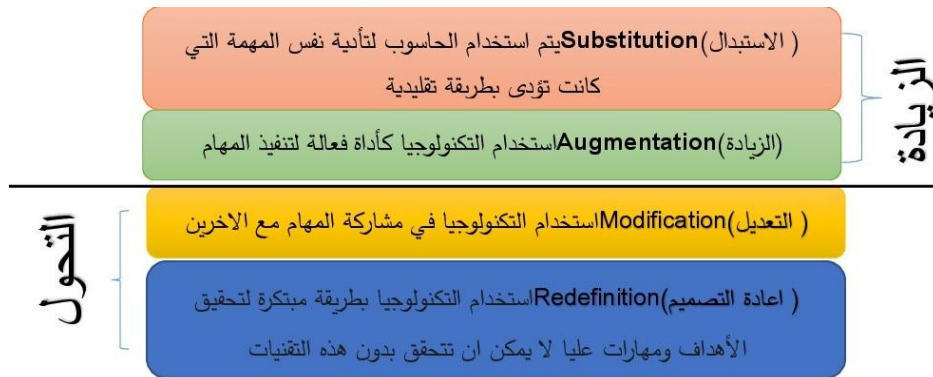 ( الاستبدال)Substitutionيتم استخدام الحاسوب لتأدية نفس المهمة التي
كانت تؤدى بطريقة تقليدية
(الزيادة)Augmentationاستخدام التكنولوجيا كأداة فعالة لتنفيذ المهام
الزيادة
( التعديل)Modificationاستخدام التكنولوجيا في مشاركة المهام مع الاخرين
( اعادة التصميم)Redefinitionاستخدام التكنولوجيا بطريقة مبتكرة لتحقيق
الأهداف ومهارات عليا لا يمكن ان تتحقق بدون هذه التقنيات
التحول